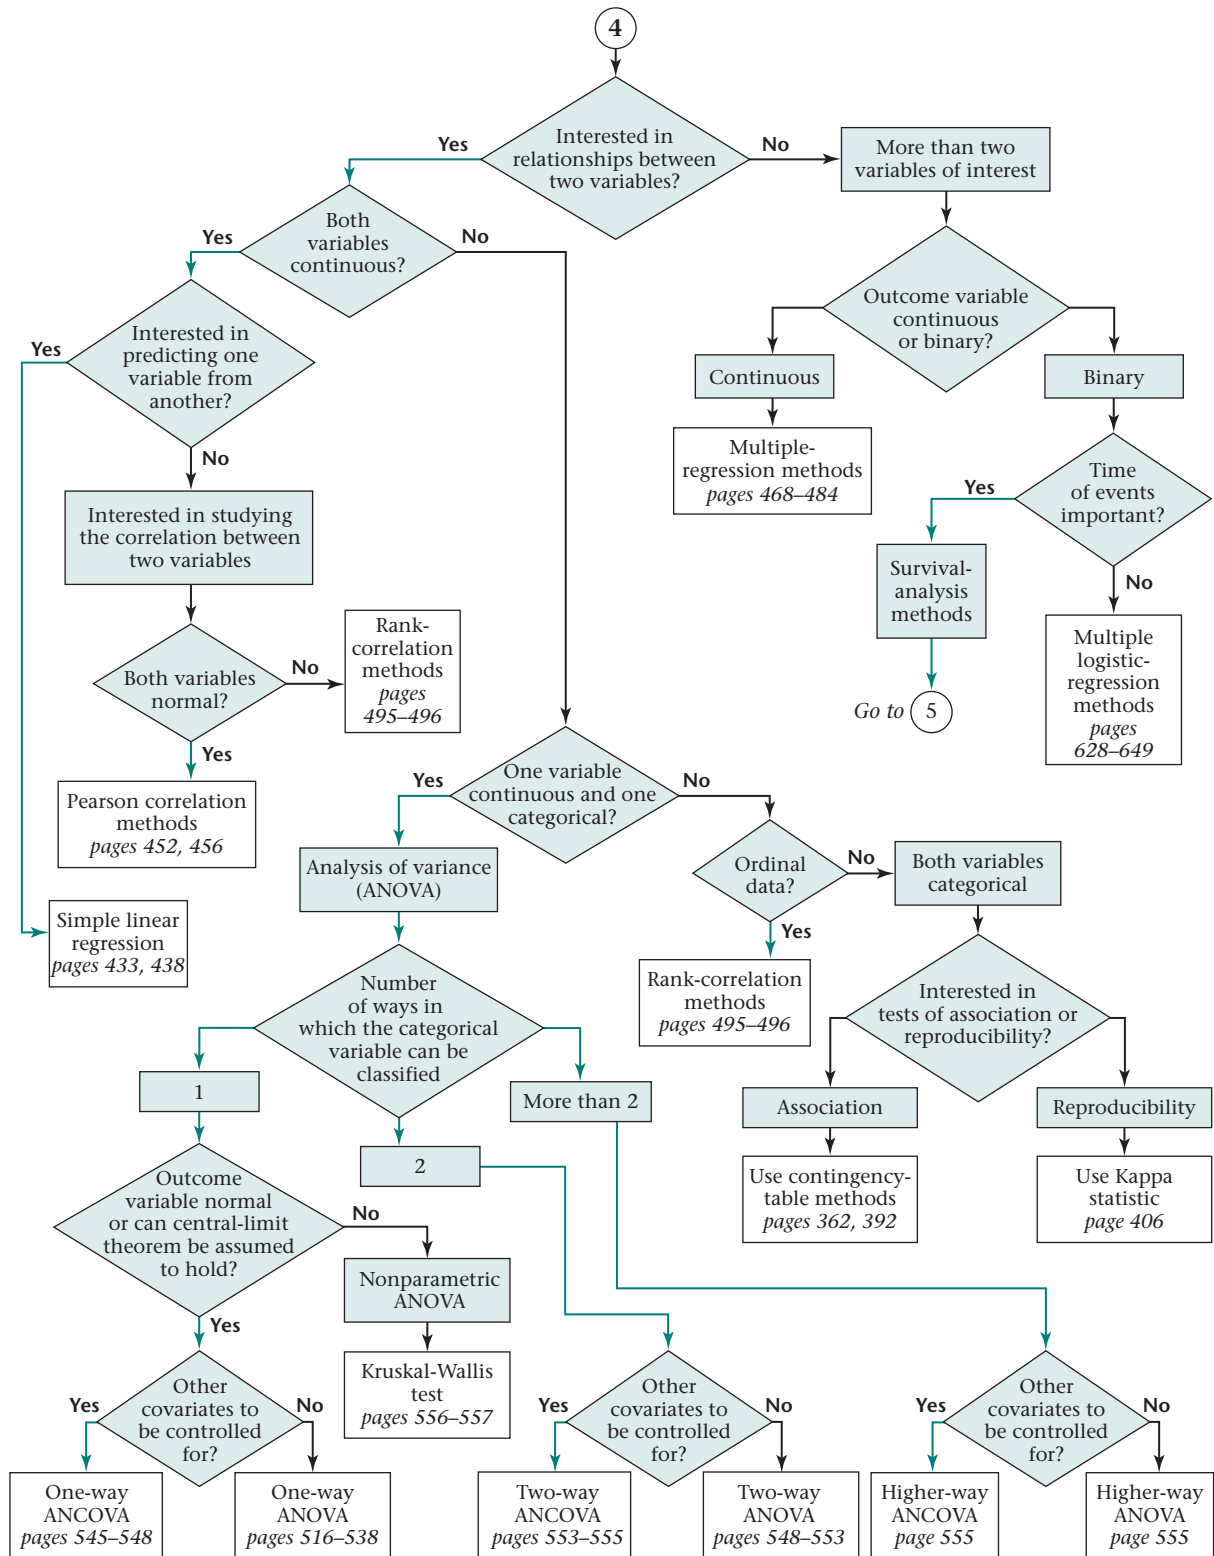 4
Interested in
relationships between
two variables?
Yes
No
More than two
variables of interest
Both
variables
continuous?
Yes
No
Outcome variable
continuous
or binary?
Interested in
predicting one
variable from
another?
Yes
No
Continuous
Binary
Multiple-
regression methods
pages 468–484
Time
of events
important?
Yes
No
Interested in studying
the correlation between
two variables
Survival-
analysis
methods
Go to 5
Multiple
logistic-
regression
methods
pages
628–649
Both variables
normal?
No
Yes
Rank-
correlation
methods
pages
495–496
Pearson correlation
methods
pages 452, 456
Simple linear
regression
pages 433, 438
One variable
continuous and one
categorical?
Yes
No
Analysis of variance
(ANOVA)
Ordinal
data?
No
Yes
Both variables
categorical
Rank-correlation
methods
pages 495–496
Interested in
tests of association or
reproducibility?
Association
Reproducibility
Use contingency-
table methods
pages 362, 392
Use Kappa
statistic
page 406
Number
of ways in
which the categorical
variable can be
classified
1
2
More than 2
Outcome
variable normal
or can central-limit
theorem be assumed
to hold?
No
Yes
Nonparametric
ANOVA
Kruskal-Wallis
test
pages 556–557
Other
covariates to
be controlled
for?
Yes
No
One-way
ANCOVA
pages 545–548
One-way
ANOVA
pages 516–538
Other
covariates to
be controlled
for?
Yes
No
Two-way
ANCOVA
pages 553–555
Two-way
ANOVA
pages 548–553
Other
covariates to
be controlled
for?
Yes
No
Higher-way
ANCOVA
page 555
Higher-way
ANOVA
page 555